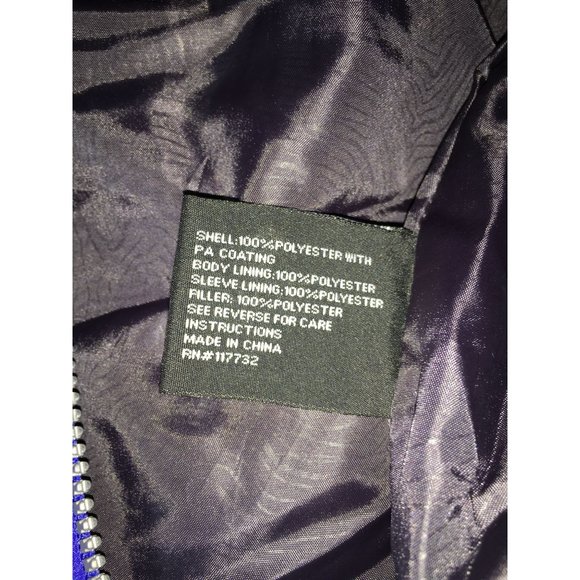 SHELL:100%POLYESTER WITH
PA COATING
BODY LINING:100%POLYESTER
SLEEVE LINING:100%POLYESTER
FILLER: 100%POLYESTER
SEE REVERSE FOR CARE
INSTRUCTIONS
MADE IN CHINA
RN#117732